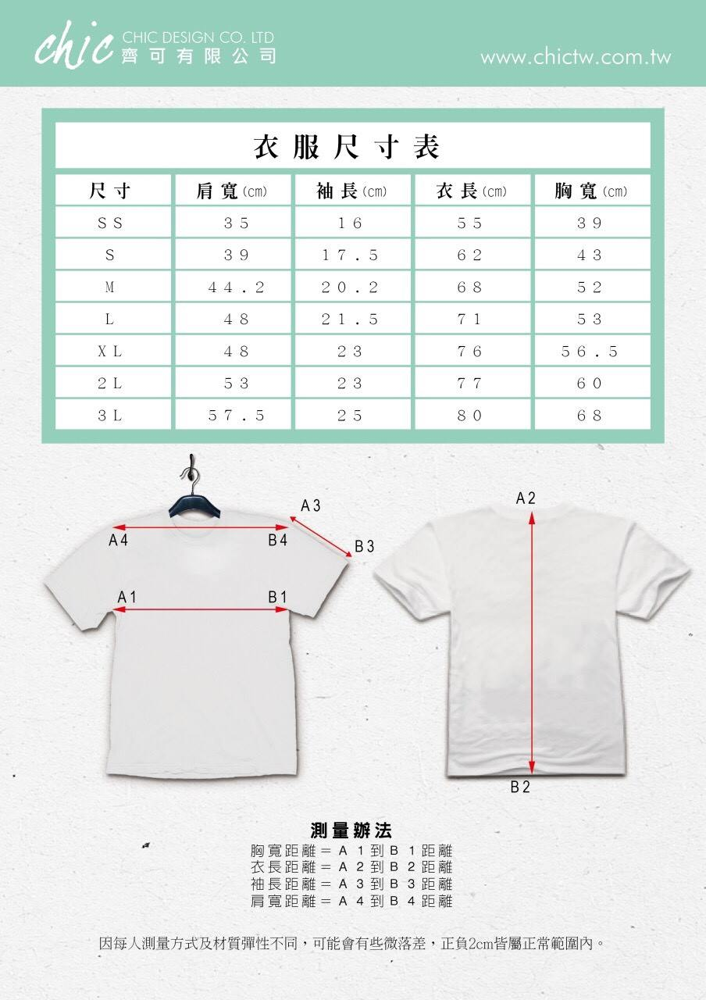 chic CHIC DESIGN CO. LTD
齊可有限公司
www.chictw.com.tw
衣服尺寸表
尺寸 肩寬(cm) 袖長(cm) 衣長(cm) 胸寬(cm)
SS 35 16 55 39
S 39 17.5 62 43
M 44.2 20.2 68 52
L 48 21.5 71 53
XL 48 23 76 56.5
2L 53 23 77 60
3L 57.5 25 80 68
A2
A3
A4 B4
B3
A1 B1
B2
測量辦法
胸寬距離＝A1到B1距離
衣長距離＝A2到B2距離
袖長距離＝A3到B3距離
肩寬距離＝A4到B4距離
因每人測量方式及材質彈性不同，可能會有些微落差，正負2cm皆屬正常範圍內。